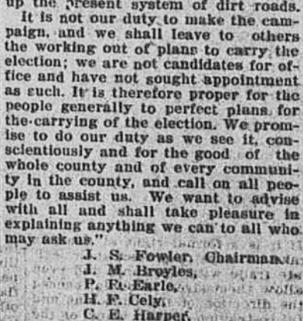 up the present system of dirt roads.
It is not our duty to make the cam-
paign, and we shall leave to others
the working out of plans to carry the
election; we are not candidates for of-
fice and have not sought appointment
as such. It is therefore proper for the
people generally to perfect plans for
the carrying of the election. We prom-
ise to do our duty as we see it, con-
scientiously and for the good of the
whole county and of every communi-
ty in the county, and call on all peo-
ple to assist us. We want to advise
with all and shall take pleasure in
explaining anything we can to all who
may ask us."
J. S. Fowler, Chairman
J. M. Broyles,
P. E. Earle,
H. F. Cely,
C. E. Harper,